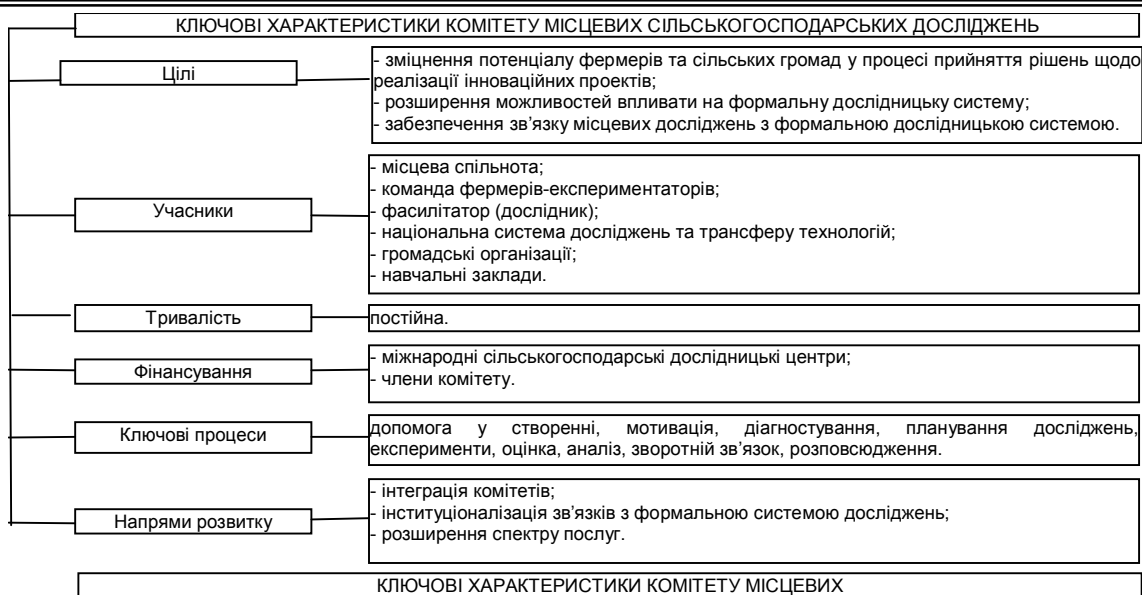 КЛЮЧОВІ ХАРАКТЕРИСТИКИ КОМІТЕТУ МІСЦЕВИХ СІЛЬСЬКОГОСПОДАРСЬКИХ ДОСЛІДЖЕНЬ
Цілі
- зміцнення потенціалу фермерів та сільських громад у процесі прийняття рішень щодо
реалізації інноваційних проектів;
- розширення можливостей впливати на формальну дослідницьку систему;
- забезпечення зв’язку місцевих досліджень з формальною дослідницькою системою.
Учасники
- місцева спільнота;
- команда фермерів-експериментаторів;
- фасилітатор (дослідник);
- національна система досліджень та трансферу технологій;
- громадські організації;
- навчальні заклади.
Тривалість
постійна.
Фінансування
- міжнародні сільськогосподарські дослідницькі центри;
- члени комітету.
Ключові процеси
допомога у створенні, мотивація, діагностування, планування досліджень,
експерименти, оцінка, аналіз, зворотній зв’язок, розповсюдження.
Напрями розвитку
- інтеграція комітетів;
- інституціоналізація зв’язків з формальною системою досліджень;
- розширення спектру послуг.
КЛЮЧОВІ ХАРАКТЕРИСТИКИ КОМІТЕТУ МІСЦЕВИХ